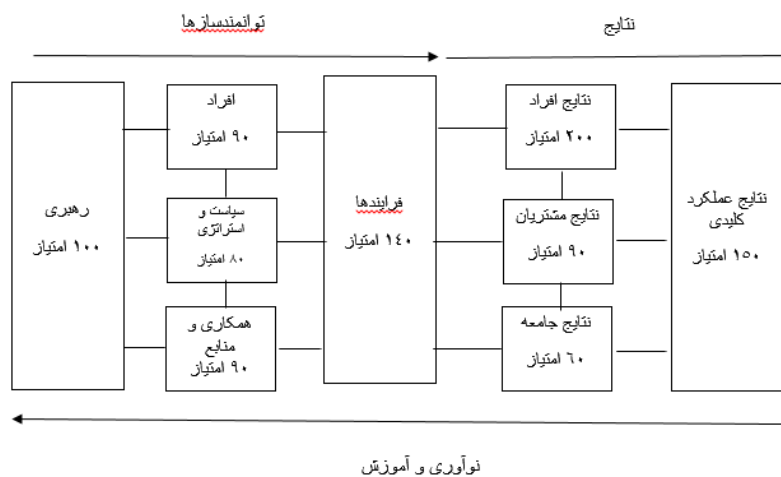 توانمندسازها
نتایج
رهبری
۱۰۰ امتیاز
افراد
۹۰ امتیاز
سیاست و
استراتژی
۸۰ امتیاز
همکاری و
منابع
۹۰ امتیاز
فرایندها
۱۴۰ امتیاز
نتایج افراد
۲۰۰ امتیاز
نتایج مشتریان
۹۰ امتیاز
نتایج جامعه
۶۰ امتیاز
نتایج عملکرد
کلیدی
۱۵۰ امتیاز
نوآوری و آموزش